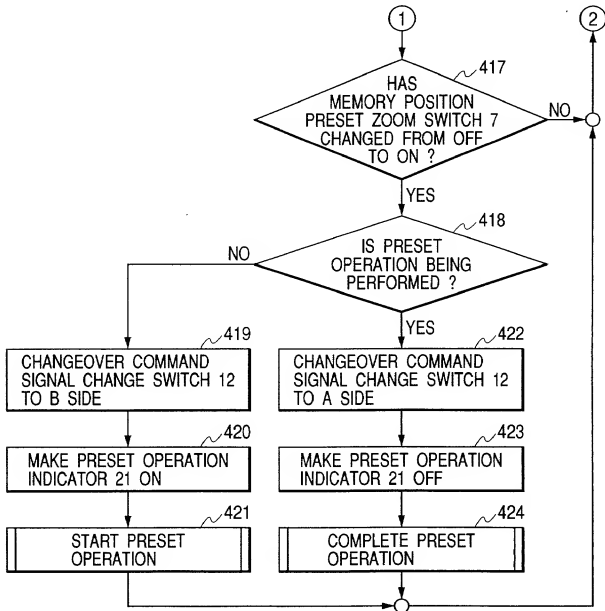 1
2
417
HAS
MEMORY POSITION
PRESET ZOOM SWITCH 7
CHANGED FROM OFF
TO ON ?
NO
YES
418
IS PRESET
OPERATION BEING
PERFORMED ?
NO
YES
419
CHANGEOVER COMMAND
SIGNAL CHANGE SWITCH 12
TO B SIDE
422
CHANGEOVER COMMAND
SIGNAL CHANGE SWITCH 12
TO A SIDE
420
MAKE PRESET OPERATION
INDICATOR 21 ON
423
MAKE PRESET OPERATION
INDICATOR 21 OFF
421
START PRESET
OPERATION
424
COMPLETE PRESET
OPERATION